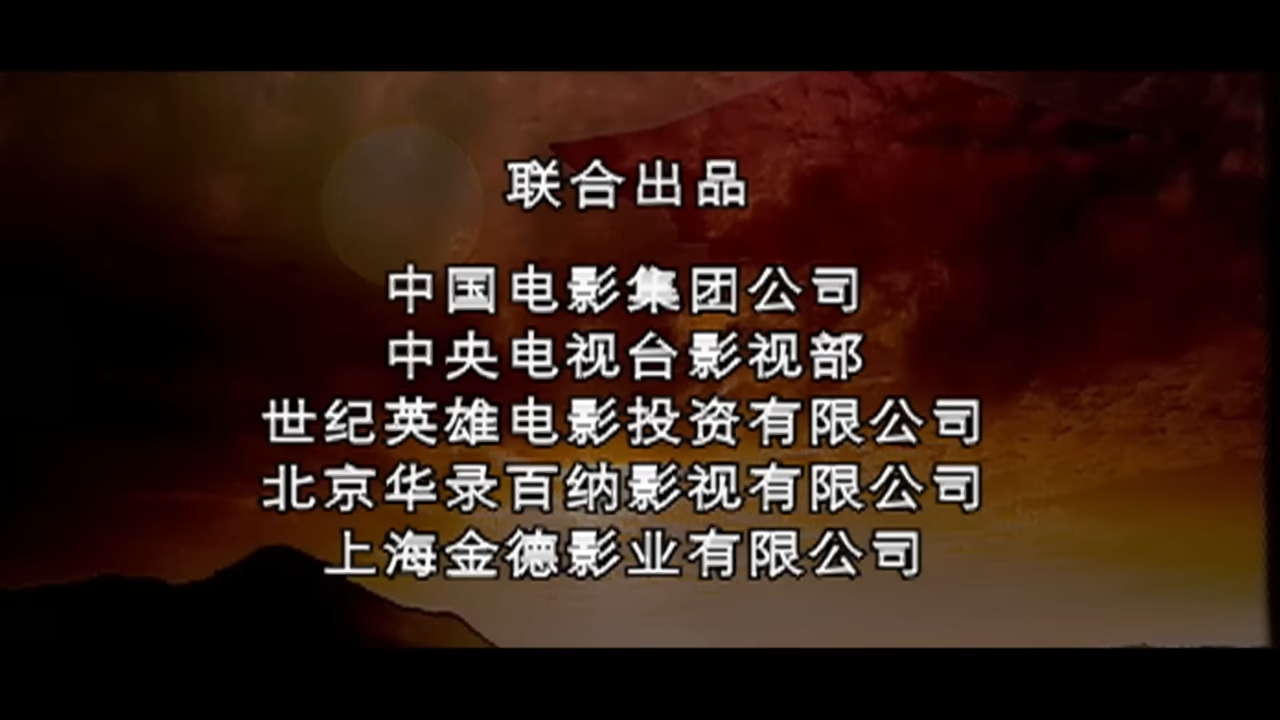 联合出品
中国电影集团公司
中央电视台影视部
世纪英雄电影投资有限公司
北京华录百纳影视有限公司
上海金德影业有限公司